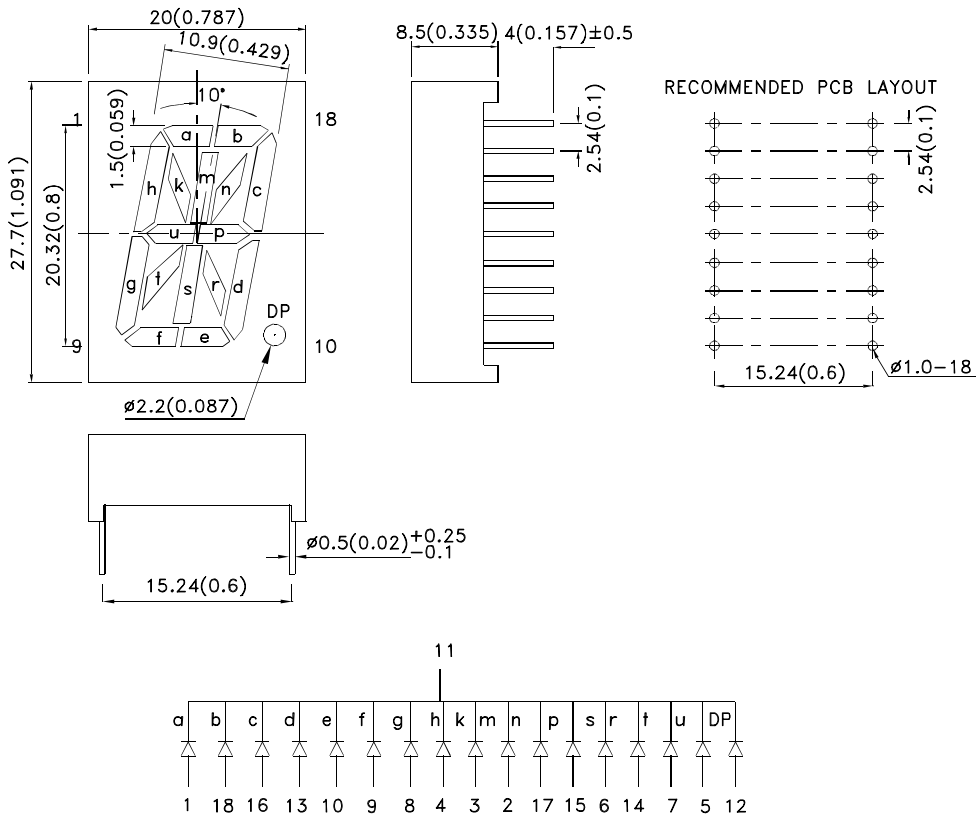 20(0.787)
10.9(0.429)
10°
1
18
1.5(0.059)
27.7(1.091)
20.32(0.8)
a b
h k m n c
u p
g t s r d
f e
DP
9
10
ø2.2(0.087)
8.5(0.335) 4(0.157)±0.5
2.54(0.1)
RECOMMENDED PCB LAYOUT
2.54(0.1)
15.24(0.6)
ø1.0-18
ø0.5(0.02)+0.25
-0.1
15.24(0.6)
11
a b c d e f g h k m n p s r t u DP
1 18 16 13 10 9 8 4 3 2 17 15 6 14 7 5 12